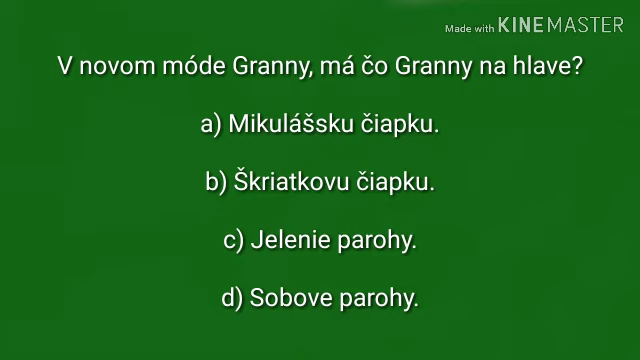 Made with KINEMASTER
V novom móde Granny, má čo Granny na hlave?
a) Mikulášsku čiapku.
b) Škriatkovu čiapku.
c) Jelenie parohy.
d) Sobove parohy.